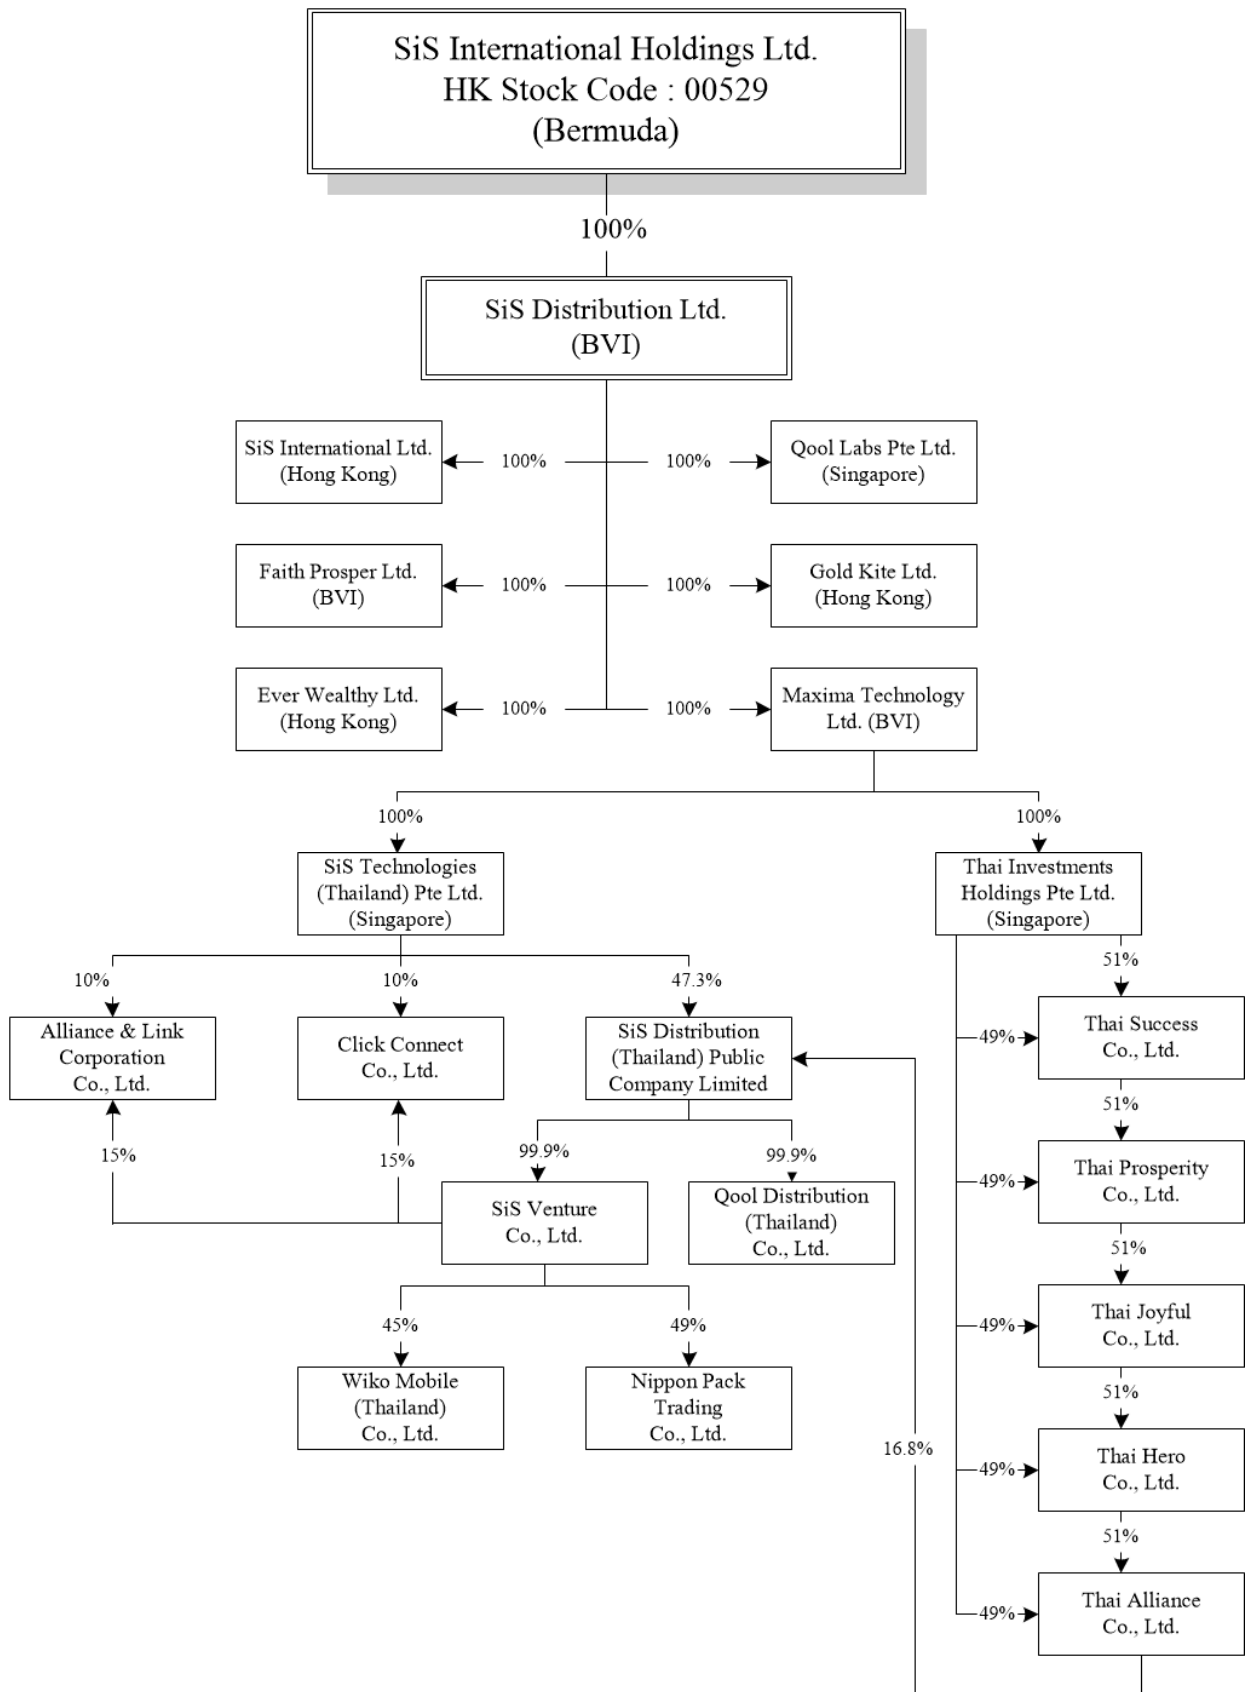 SiS International Holdings Ltd.
HK Stock Code : 00529
(Bermuda)
100%
SiS Distribution Ltd.
(BVI)
SiS International Ltd.
(Hong Kong)
100%
100%
Qool Labs Pte Ltd.
(Singapore)
Faith Prosper Ltd.
(BVI)
100%
100%
Gold Kite Ltd.
(Hong Kong)
Ever Wealthy Ltd.
(Hong Kong)
100%
100%
Maxima Technology
Ltd. (BVI)
100%
100%
SiS Technologies
(Thailand) Pte Ltd.
(Singapore)
Thai Investments
Holdings Pte Ltd.
(Singapore)
10%
10%
47.3%
51%
Alliance & Link
Corporation
Co., Ltd.
Click Connect
Co., Ltd.
SiS Distribution
(Thailand) Public
Company Limited
49%
Thai Success
Co., Ltd.
51%
15%
15%
99.9%
99.9%
SiS Venture
Co., Ltd.
Qool Distribution
(Thailand)
Co., Ltd.
49%
Thai Prosperity
Co., Ltd.
51%
45%
49%
49%
Thai Joyful
Co., Ltd.
Wiko Mobile
(Thailand)
Co., Ltd.
Nippon Pack
Trading
Co., Ltd.
51%
16.8%
49%
Thai Hero
Co., Ltd.
51%
49%
Thai Alliance
Co., Ltd.